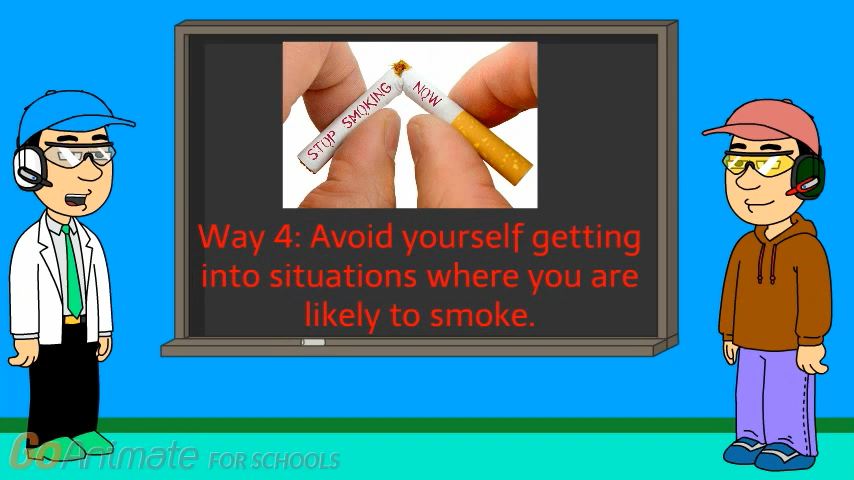 STOP SMOKING NOW
Way 4: Avoid yourself getting
into situations where you are
likely to smoke.
GoAnimate FOR SCHOOLS